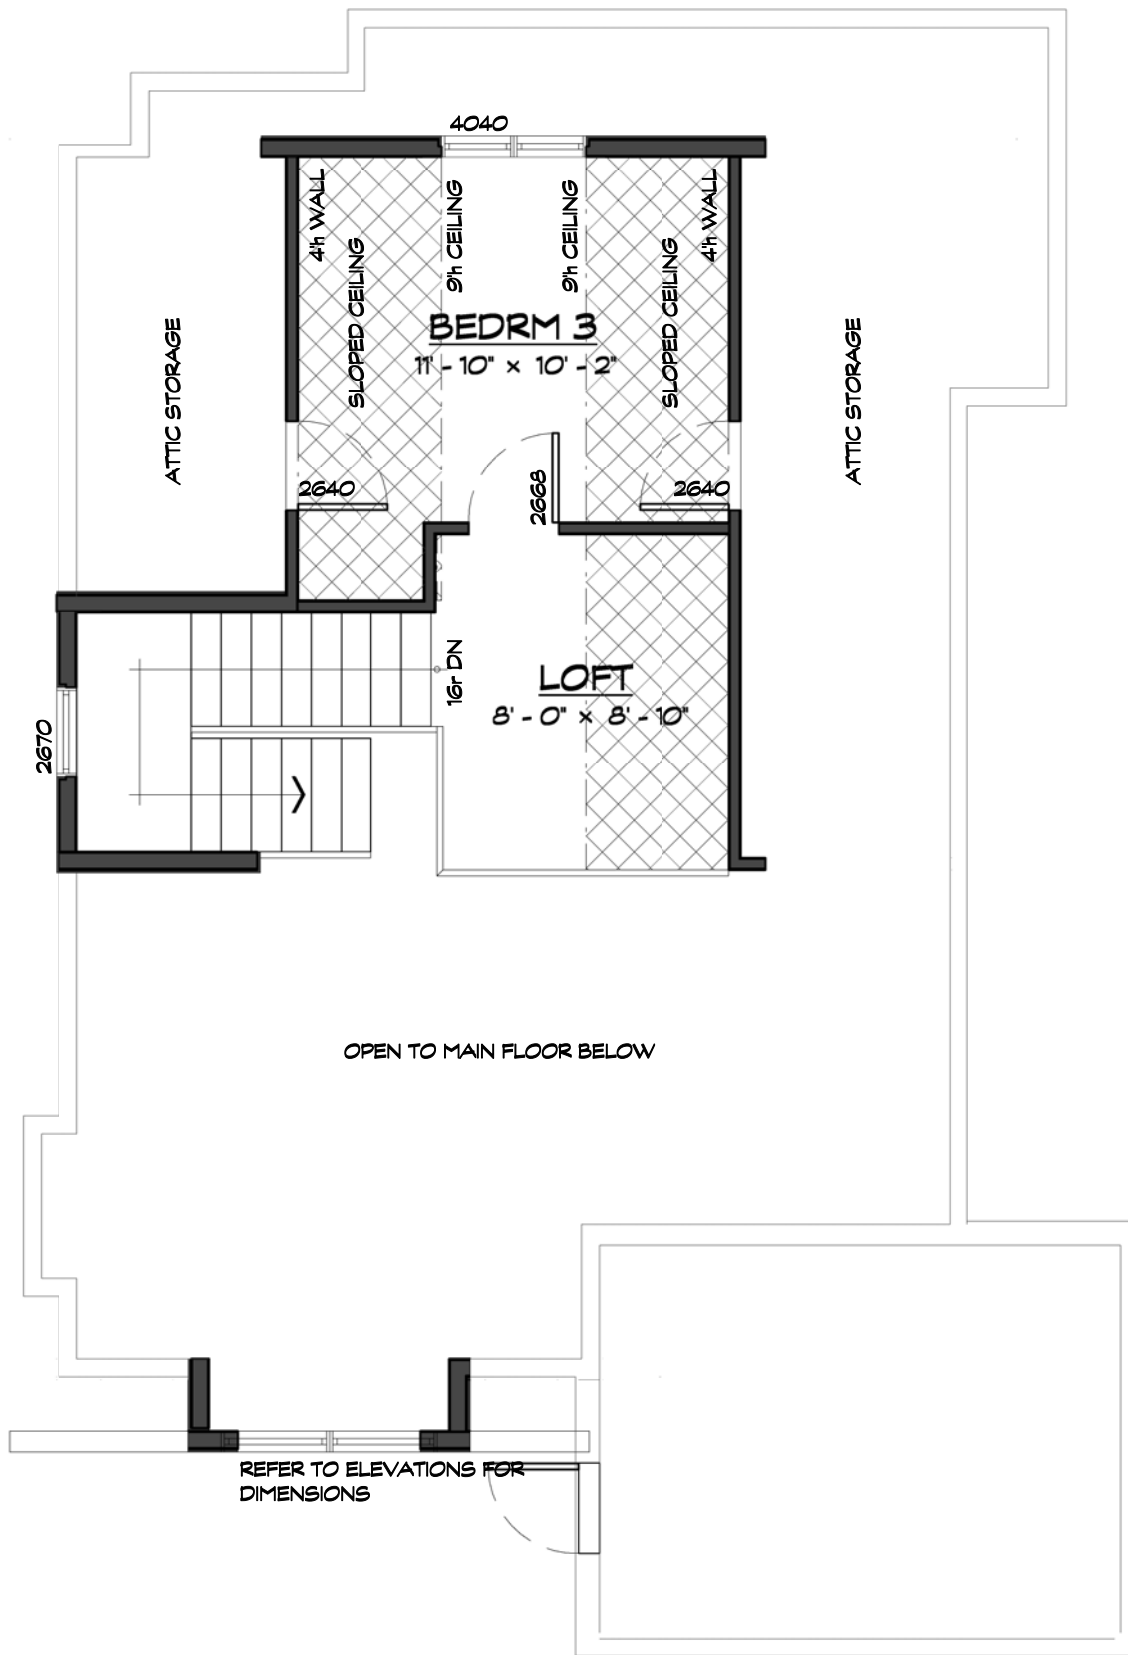 4040
4'h WALL
9'h CEILING
9'h CEILING
4'h WALL
SLOPED CEILING
SLOPED CEILING
BEDRM 3
11' - 10" x 10' - 2"
ATTIC STORAGE
ATTIC STORAGE
2640
2668
2640
16r DN
LOFT
8' - 0" x 8' - 10"
2670
OPEN TO MAIN FLOOR BELOW
REFER TO ELEVATIONS FOR
DIMENSIONS